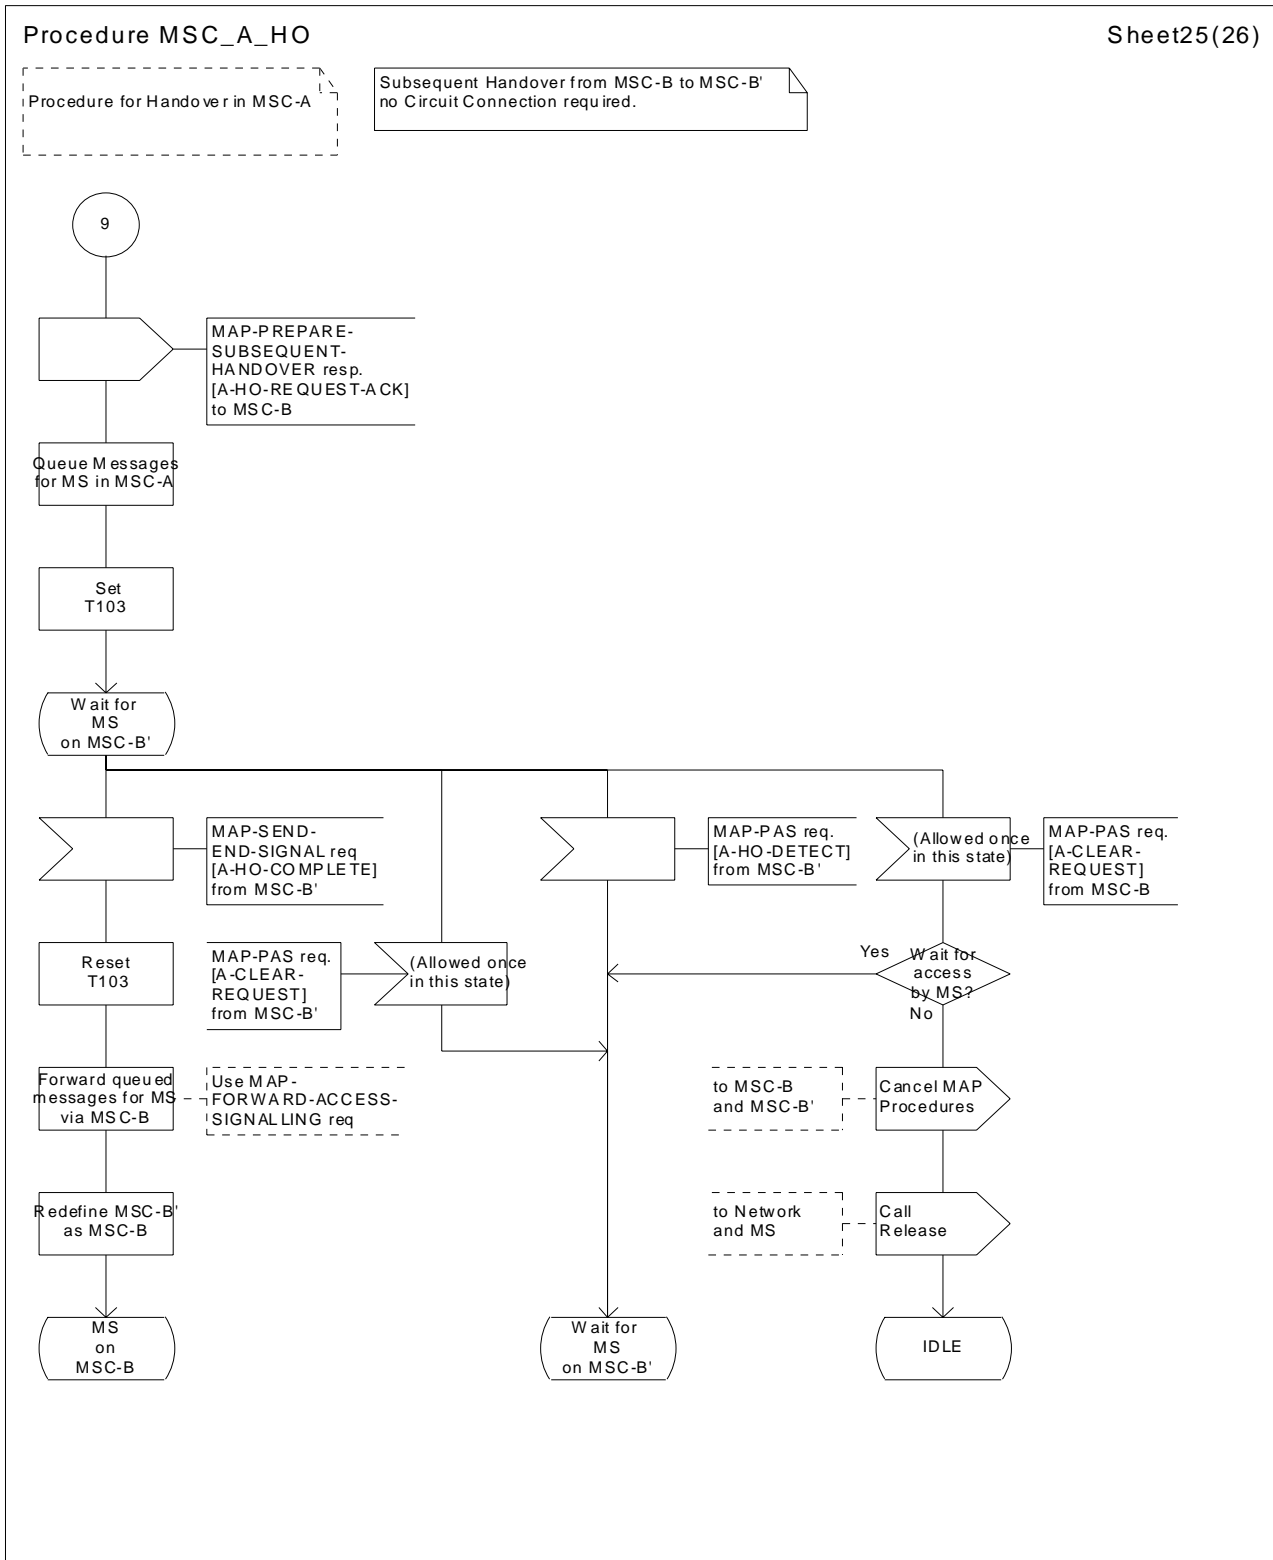 Procedure MSC_A_HO
Sheet25(26)
Procedure for Handover in MSC-A
Subsequent Handover from MSC-B to MSC-B'
no Circuit Connection required.
9
MAP-PREPARE-
SUBSEQUENT-
HANDOVER resp.
[A-HO-REQUEST-ACK]
to MSC-B
Queue Messages
for MS in MSC-A
Set
T103
Wait for
MS
on MSC-B'
MAP-SEND-
END-SIGNAL req
[A-HO-COMPLETE]
from MSC-B'
MAP-PAS req.
[A-HO-DETECT]
from MSC-B'
(Allowed once
in this state)
MAP-PAS req.
[A-CLEAR-
REQUEST]
from MSC-B
Reset
T103
MAP-PAS req.
[A-CLEAR-
REQUEST]
from MSC-B'
(Allowed once
in this state)
Yes
Wait for
access
by MS?
No
Forward queued
messages for MS
via MSC-B
Use MAP-
FORWARD-ACCESS-
SIGNALLING req
to MSC-B
and MSC-B'
Cancel MAP
Procedures
Redefine MSC-B'
as MSC-B
to Network
and MS
Call
Release
MS
on
MSC-B
Wait for
MS
on MSC-B'
IDLE